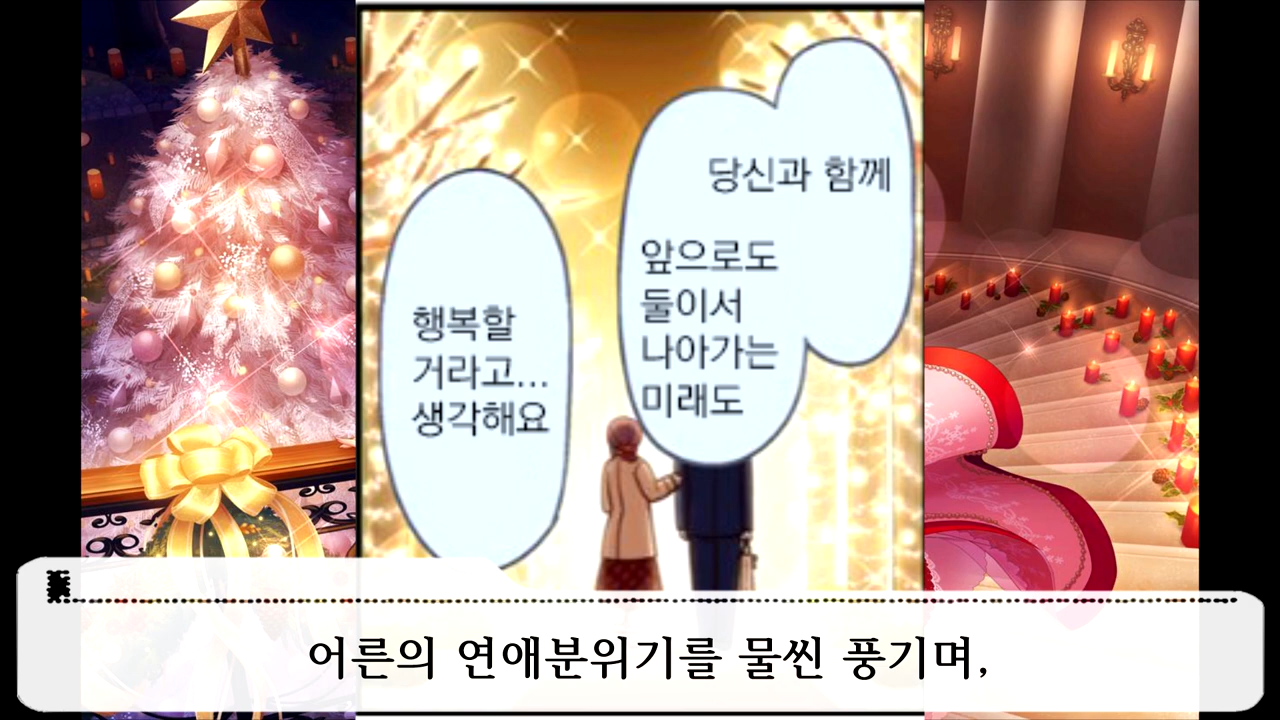 당신과 함께
앞으로도
둘이서
나아가는
미래도
행복할
거라고...
생각해요
어른의 연애분위기를 물씬 풍기며,